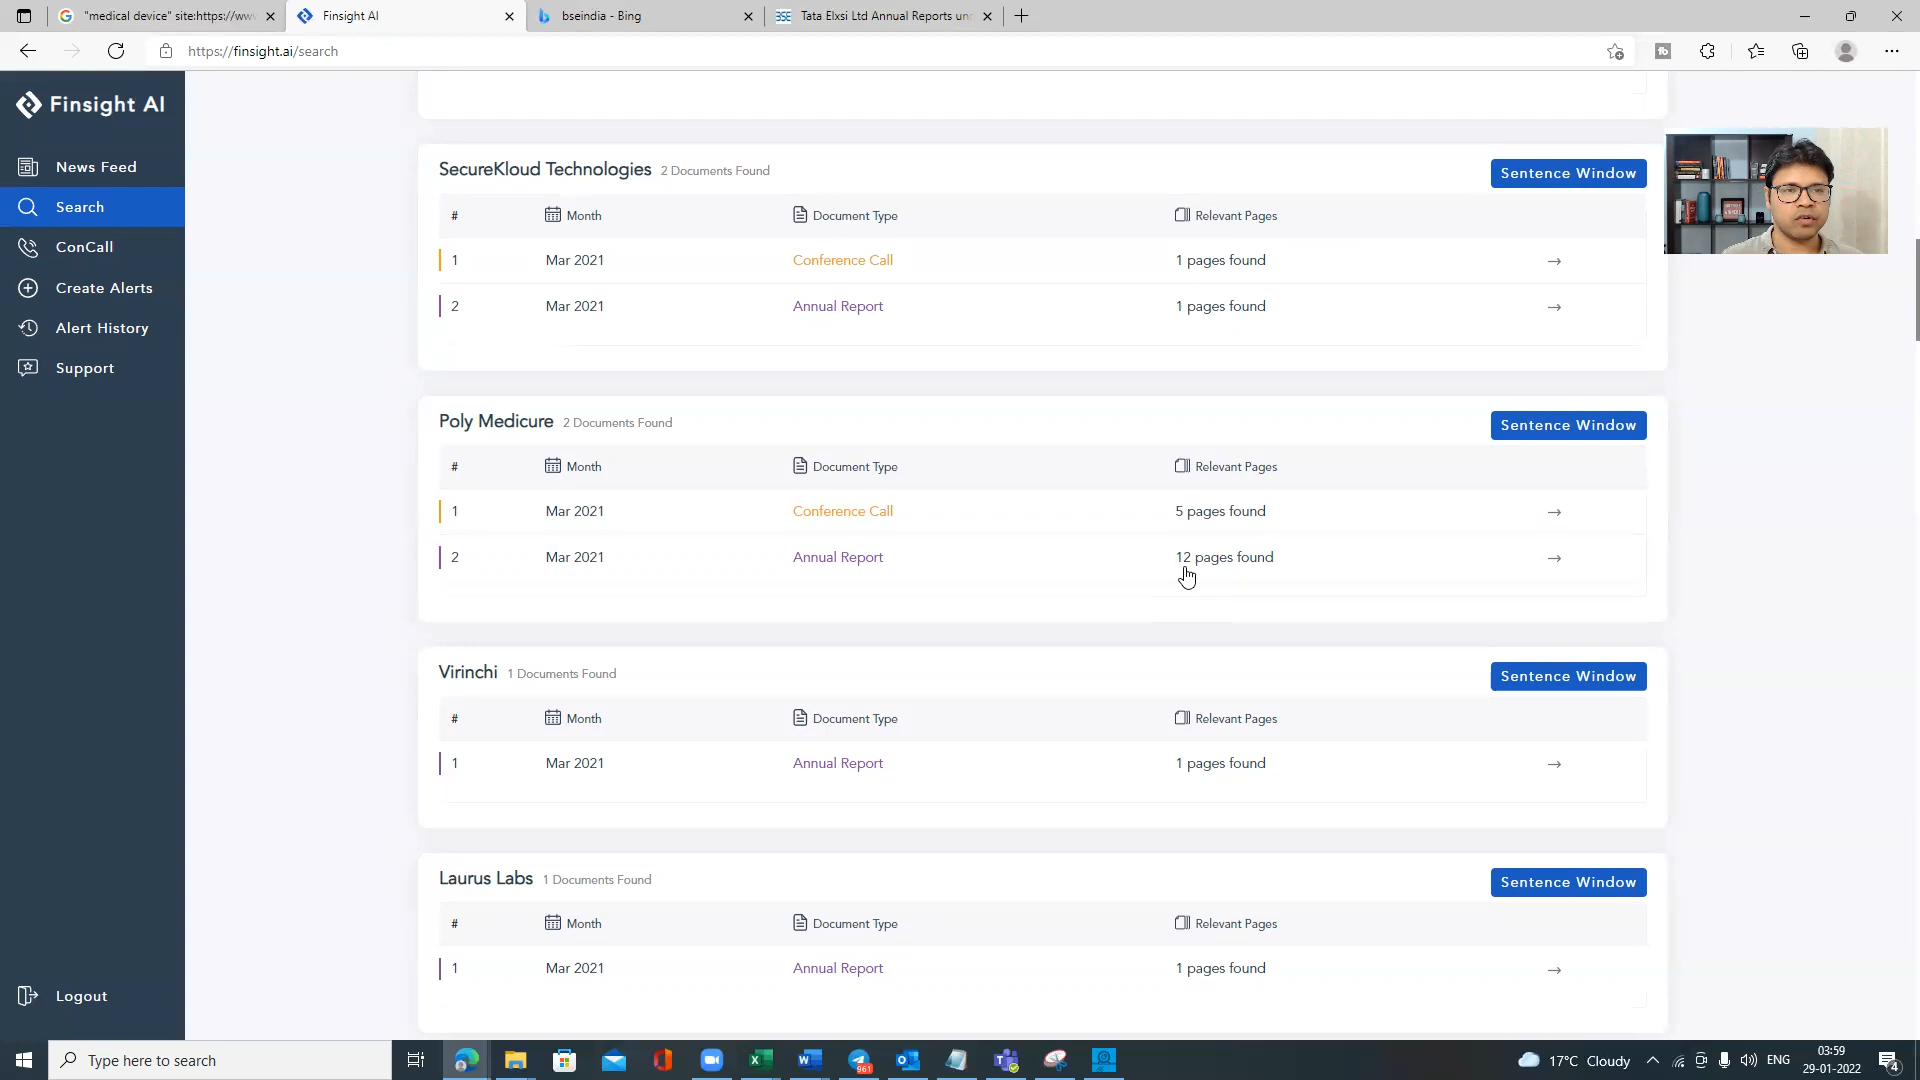 "medical device" site:https://ww
Finsight AI
bseindia - Bing
Tata Elxsi Ltd Annual Reports un
https://finsight.ai/search
Finsight AI
News Feed
Search
ConCall
Create Alerts
Alert History
Support
Logout
SecureKloud Technologies 2 Documents Found
Sentence Window
# Month Document Type Relevant Pages
1 Mar 2021 Conference Call 1 pages found →
2 Mar 2021 Annual Report 1 pages found →
Poly Medicure 2 Documents Found
Sentence Window
# Month Document Type Relevant Pages
1 Mar 2021 Conference Call 5 pages found →
2 Mar 2021 Annual Report 12 pages found →
Virinchi 1 Documents Found
Sentence Window
# Month Document Type Relevant Pages
1 Mar 2021 Annual Report 1 pages found →
Laurus Labs 1 Documents Found
Sentence Window
# Month Document Type Relevant Pages
1 Mar 2021 Annual Report 1 pages found →
Type here to search
961
17°C Cloudy
ENG
03:59
29-01-2022
4